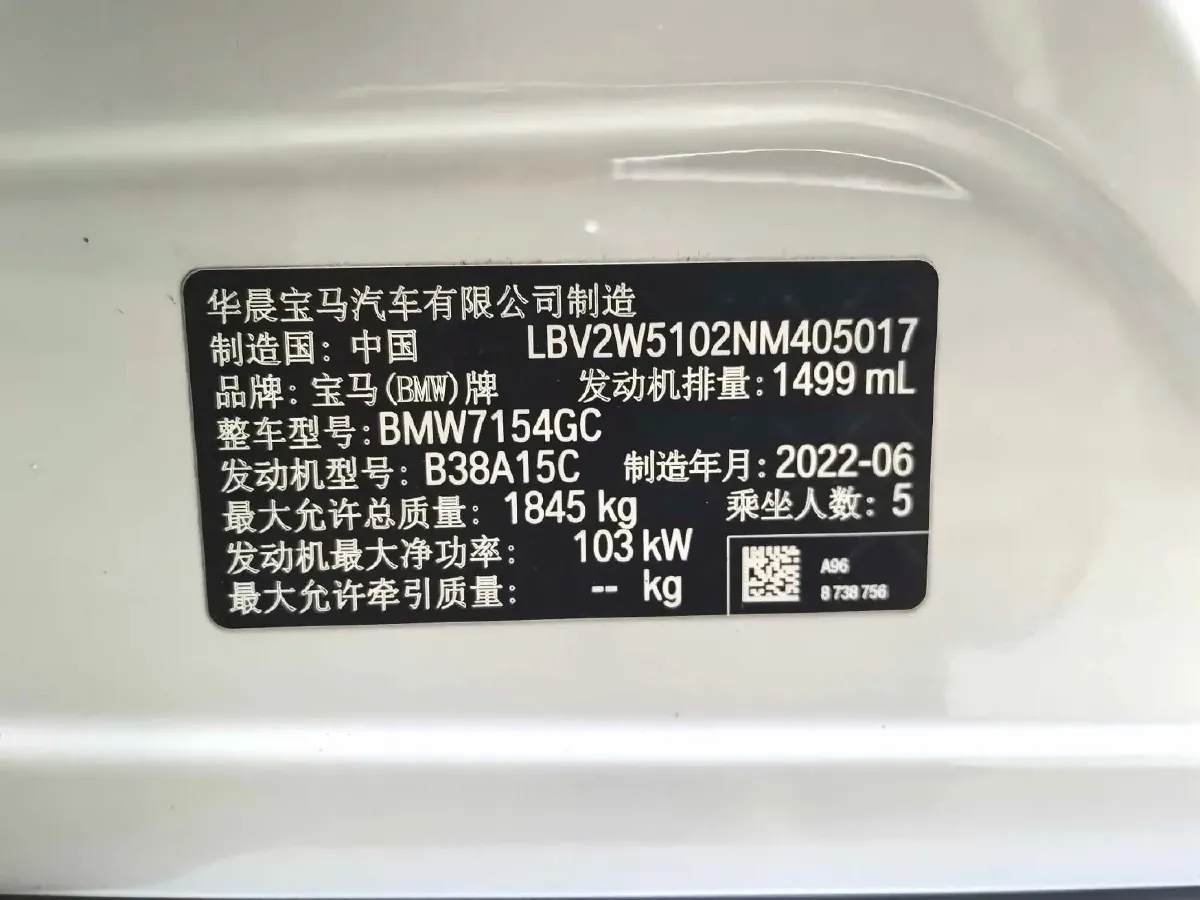 华晨宝马汽车有限公司制造
制造国：中国 LBV2W5102NM405017
品牌：宝马(BMW)牌 发动机排量：1499 mL
整车型号：BMW7154GC
发动机型号：B38A15C 制造年月：2022-06
最大允许总质量：1845 kg 乘坐人数：5
发动机最大净功率：103 kW
最大允许牵引质量：-- kg
A96
8 738 756